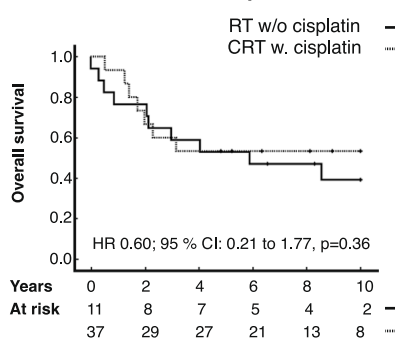 RT w/o cisplatin
CRT w. cisplatin
Overall survival
1.0
0.8
0.6
0.4
0.2
0.0
HR 0.60; 95 % CI: 0.21 to 1.77, p=0.36
Years 0 2 4 6 8 10
At risk 11 8 7 5 4 2
37 29 27 21 13 8